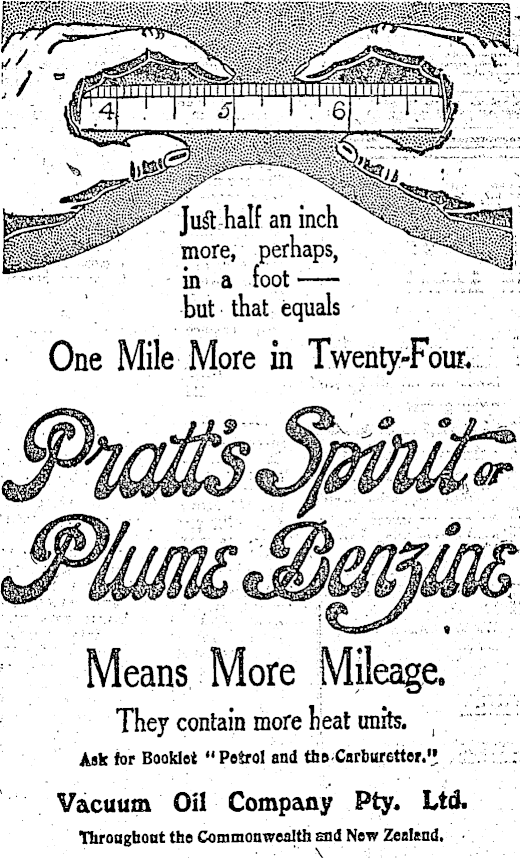 4 5 6
Just half an inch
more, perhaps,
in a foot —
but that equals
One Mile More in Twenty-Four.
Pratt's Spirit or
Plume Benzine
Means More Mileage.
They contain more heat units.
Ask for Booklet "Petrol and the Carburetter."
Vacuum Oil Company Pty. Ltd.
Throughout the Commonwealth and New Zealand.